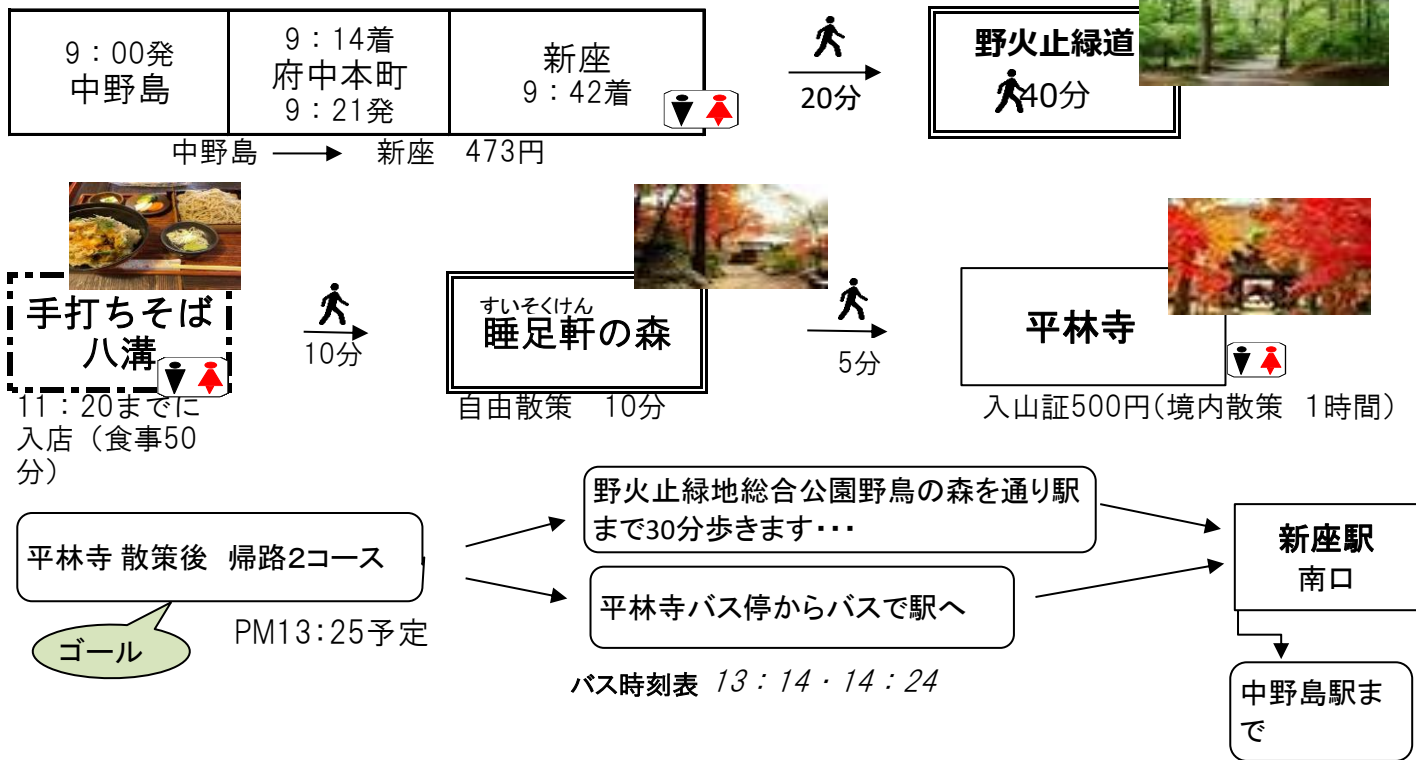 9：00発
中野島
9：14着
府中本町
9：21発
新座
9：42着
20分
野火止緑道
40分
中野島 → 新座 473円
手打ちそば
八溝
10分
すいそくけん
睡足軒の森
5分
平林寺
11：20までに
入店（食事50
分）
自由散策 10分
入山証500円(境内散策 1時間)
平林寺 散策後 帰路2コース
ゴール
PM13:25予定
野火止緑地総合公園野鳥の森を通り駅
まで30分歩きます・・・
平林寺バス停からバスで駅へ
バス時刻表 13：14・14：24
新座駅
南口
中野島駅ま
で